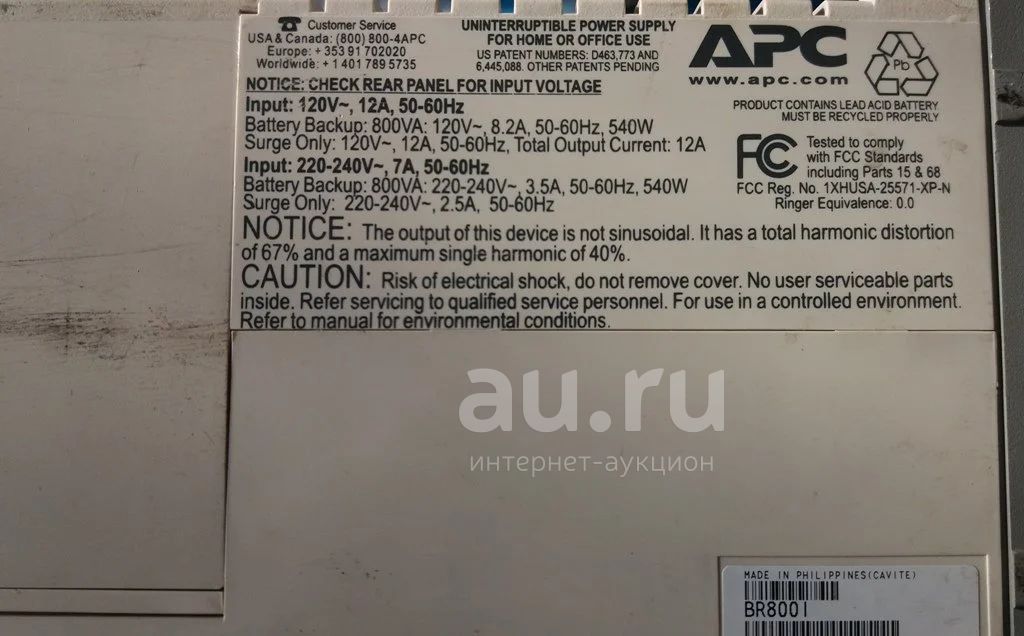 Customer Service
USA & Canada: (800) 800-4APC
Europe: + 353 91 702020
Worldwide: + 1 401 789 5735
UNINTERRUPTIBLE POWER SUPPLY
FOR HOME OR OFFICE USE
US PATENT NUMBERS: D463,773 AND
6,445,088. OTHER PATENTS PENDING
APC
www.apc.com
Pb
PRODUCT CONTAINS LEAD ACID BATTERY
MUST BE RECYCLED PROPERLY
NOTICE: CHECK REAR PANEL FOR INPUT VOLTAGE
Input: 120V~, 12A, 50-60Hz
Battery Backup: 800VA: 120V~, 8.2A, 50-60Hz, 540W
Surge Only: 120V~, 12A, 50-60Hz, Total Output Current: 12A
Input: 220-240V~, 7A, 50-60Hz
Battery Backup: 800VA: 220-240V~, 3.5A, 50-60Hz, 540W
Surge Only: 220-240V~, 2.5A, 50-60Hz
FC
Tested to comply
with FCC Standards
including Parts 15 & 68
FCC Reg. No. 1XHUSA-25571-XP-N
Ringer Equivalence: 0.0
NOTICE: The output of this device is not sinusoidal. It has a total harmonic distortion
of 67% and a maximum single harmonic of 40%.
CAUTION: Risk of electrical shock, do not remove cover. No user serviceable parts
inside. Refer servicing to qualified service personnel. For use in a controlled environment.
Refer to manual for environmental conditions.
au.ru
интернет-аукцион
MADE IN PHILIPPINES(CAVITE)
BR800I